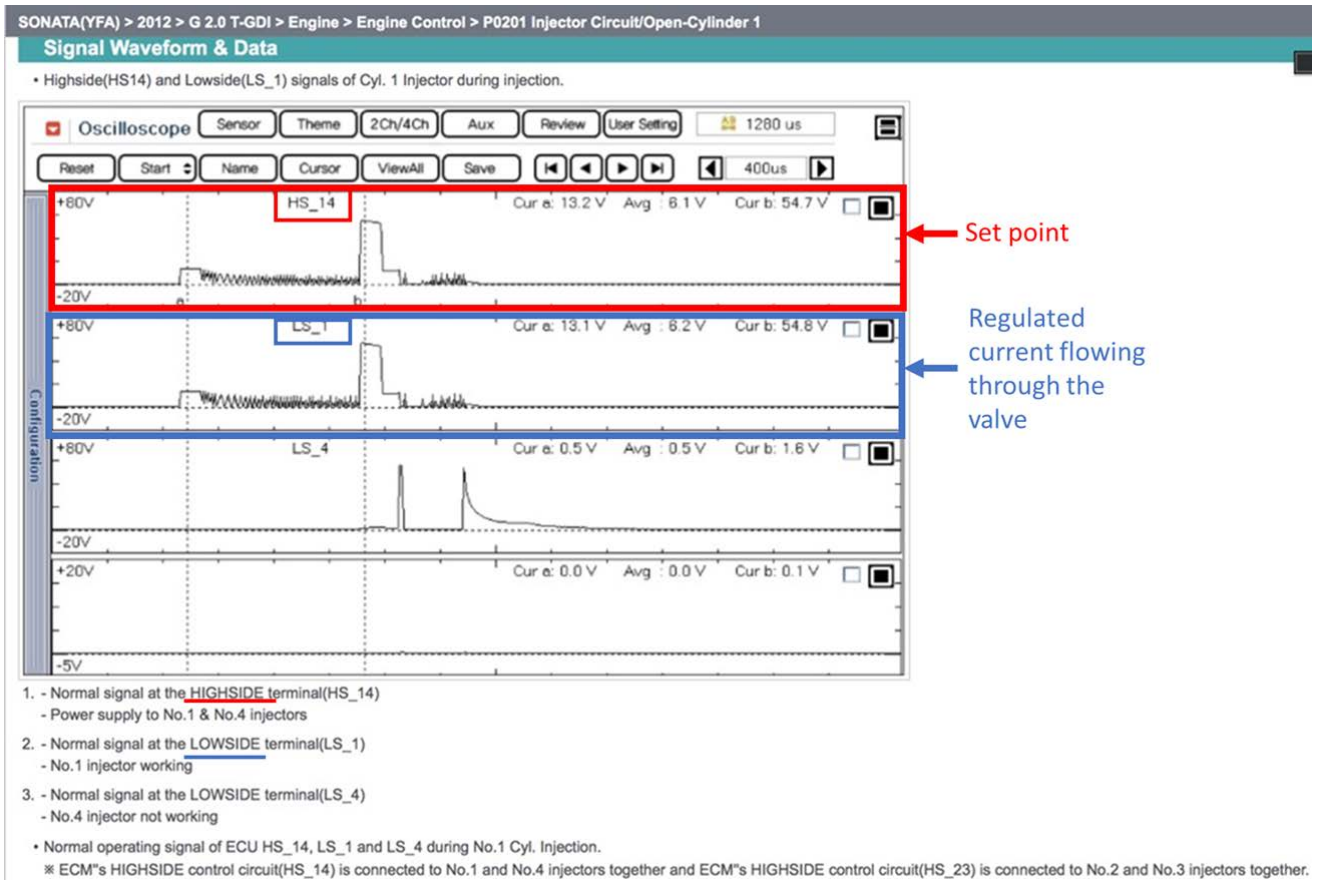 SONATA(YFA) > 2012 > G 2.0 T-GDI > Engine > Engine Control > P0201 Injector Circuit/Open-Cylinder 1
Signal Waveform & Data
• Highside(HS14) and Lowside(LS_1) signals of Cyl. 1 Injector during injection.
Oscilloscope Sensor Theme 2Ch/4Ch Aux Review User Setting 1280 us
Reset Start Name Cursor ViewAll Save 400us
+80V HS_14 Cur a: 13.2 V Avg : 6.1 V Cur b: 54.7 V
-20V a b
Set point
+80V LS_1 Cur a: 13.1 V Avg : 6.2 V Cur b: 54.8 V
-20V
Regulated
current flowing
through the
valve
Configuration
+80V LS_4 Cur a: 0.5 V Avg : 0.5 V Cur b: 1.6 V
-20V
+20V Cur a: 0.0 V Avg : 0.0 V Cur b: 0.1 V
-5V
1. - Normal signal at the HIGHSIDE terminal(HS_14)
- Power supply to No.1 & No.4 injectors
2. - Normal signal at the LOWSIDE terminal(LS_1)
- No.1 injector working
3. - Normal signal at the LOWSIDE terminal(LS_4)
- No.4 injector not working
• Normal operating signal of ECU HS_14, LS_1 and LS_4 during No.1 Cyl. Injection.
※ ECM"s HIGHSIDE control circuit(HS_14) is connected to No.1 and No.4 injectors together and ECM"s HIGHSIDE control circuit(HS_23) is connected to No.2 and No.3 injectors together.